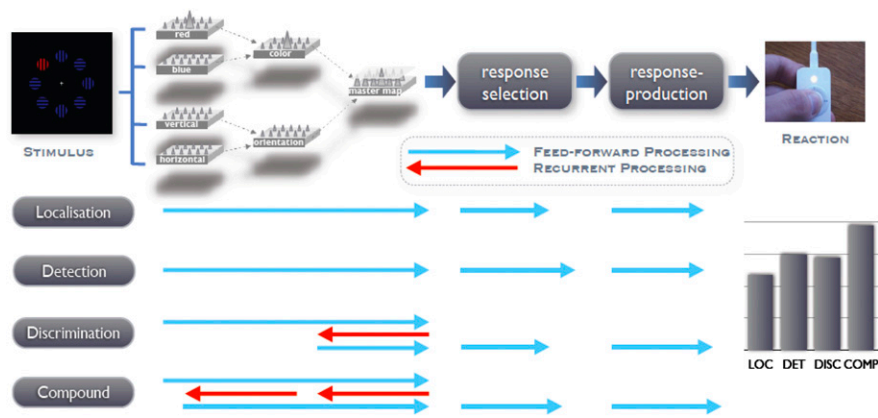 red
blue
color
master map
vertical
horizontal
orientation
response
selection
response-
production
STIMULUS
REACTION
FEED-FORWARD PROCESSING
RECURRENT PROCESSING
Localisation
Detection
Discrimination
Compound
LOC DET DISC COMP